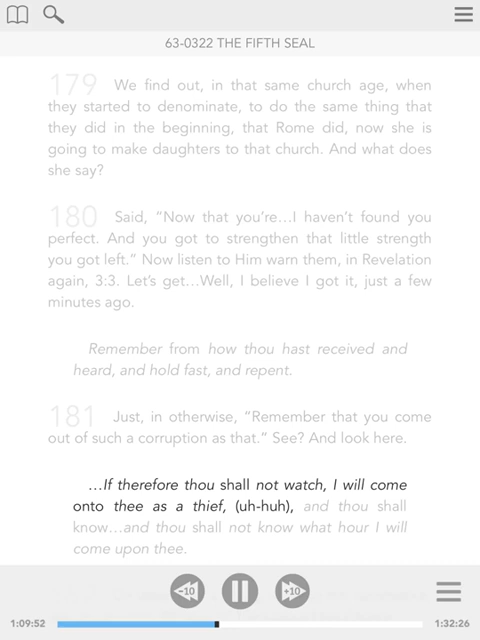 63-0322 THE FIFTH SEAL
179 We find out, in that same church age, when
they started to denominate, to do the same thing that
they did in the beginning, that Rome did, now she is
going to make daughters to that church. And what does
she say?
180 Said, “Now that you’re…I haven’t found you
perfect. And you got to strengthen that little strength
you got left.” Now listen to Him warn them, in Revelation
again, 3:3. Let’s get…Well, I believe I got it, just a few
minutes ago.
Remember from how thou hast received and
heard, and hold fast, and repent.
181 Just, in otherwise, “Remember that you come
out of such a corruption as that.” See? And look here.
…If therefore thou shall not watch, I will come
onto thee as a thief, (uh-huh), and thou shall
know…and thou shall not know what hour I will
come upon thee.
-10
+10
1:09:52
1:32:26